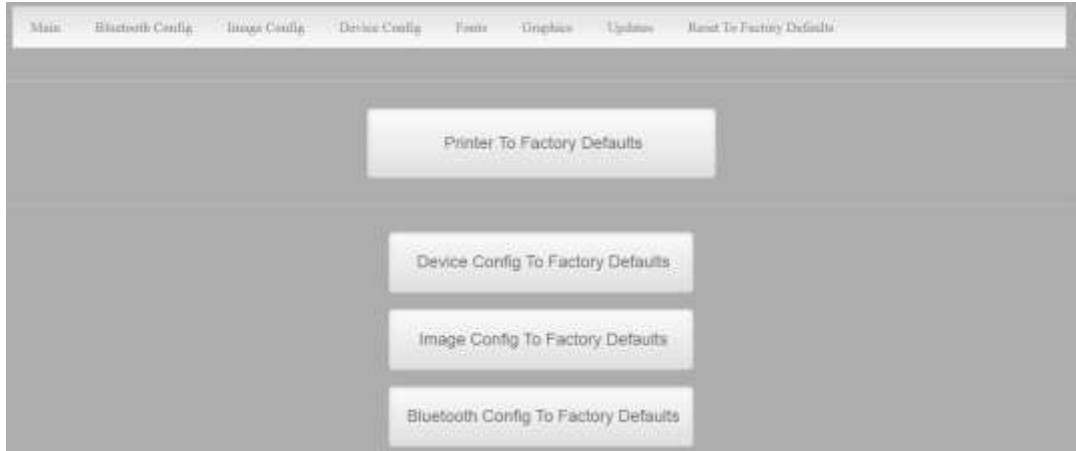 Main Bluetooth Config Image Config Device Config Fonts Graphics Updates Reset To Factory Defaults
Printer To Factory Defaults
Device Config To Factory Defaults
Image Config To Factory Defaults
Bluetooth Config To Factory Defaults